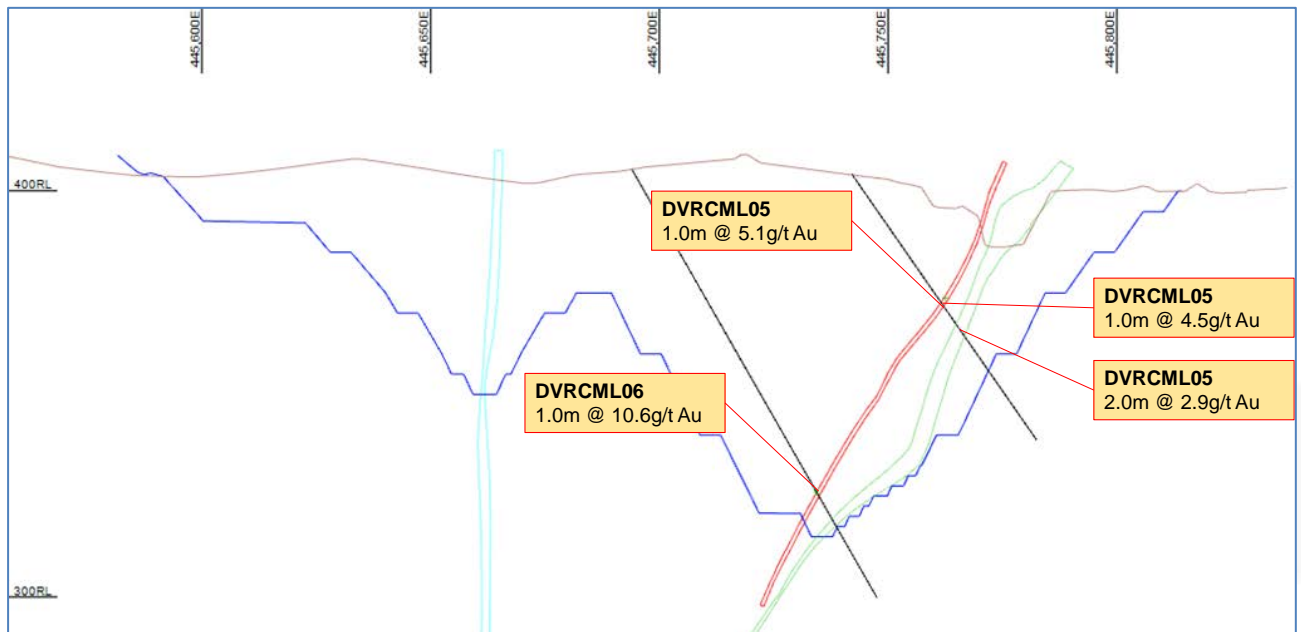 445,600E
445,650E
445,700E
445,750E
445,800E
400RL
DVRCML05
1.0m @ 5.1g/t Au
DVRCML05
1.0m @ 4.5g/t Au
DVRCML05
2.0m @ 2.9g/t Au
DVRCML06
1.0m @ 10.6g/t Au
300RL